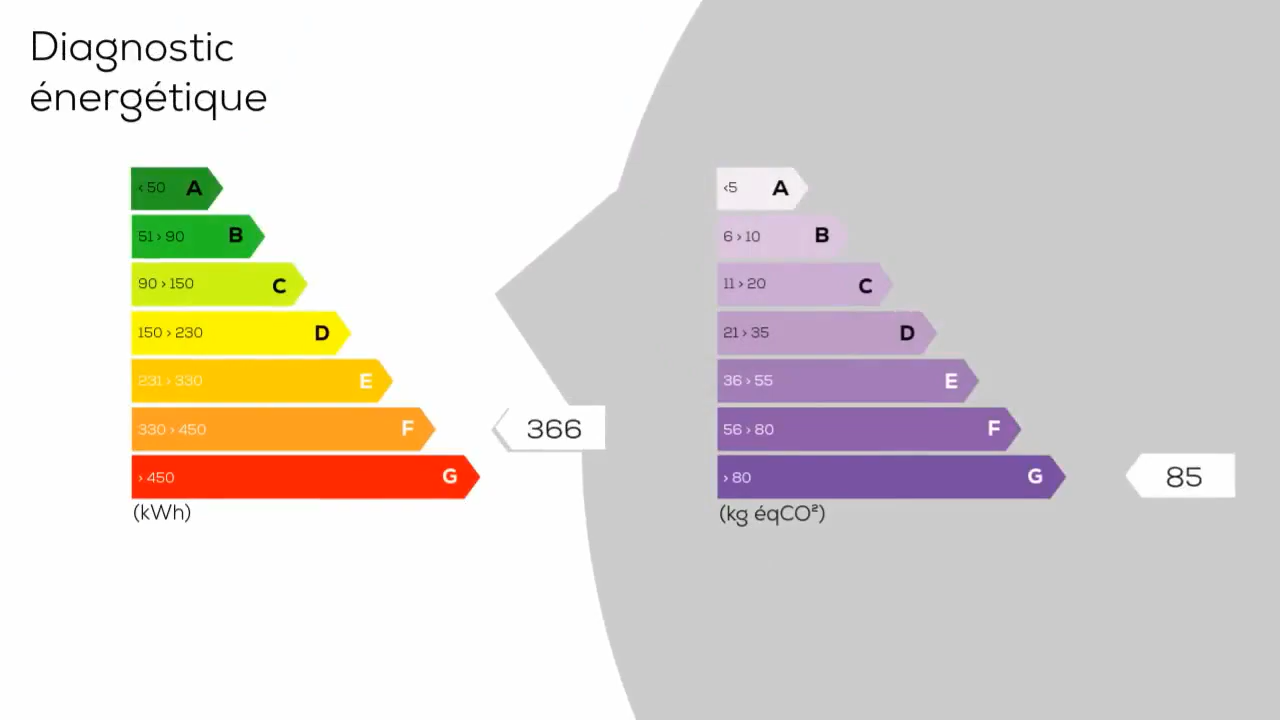 Diagnostic
énergétique
< 50 A
51 > 90 B
90 > 150 C
150 > 230 D
231 > 330 E
330 > 450 F
> 450 G
(kWh)
366
<5 A
6 > 10 B
11 > 20 C
21 > 35 D
36 > 55 E
56 > 80 F
> 80 G
(kg éqCO²)
85